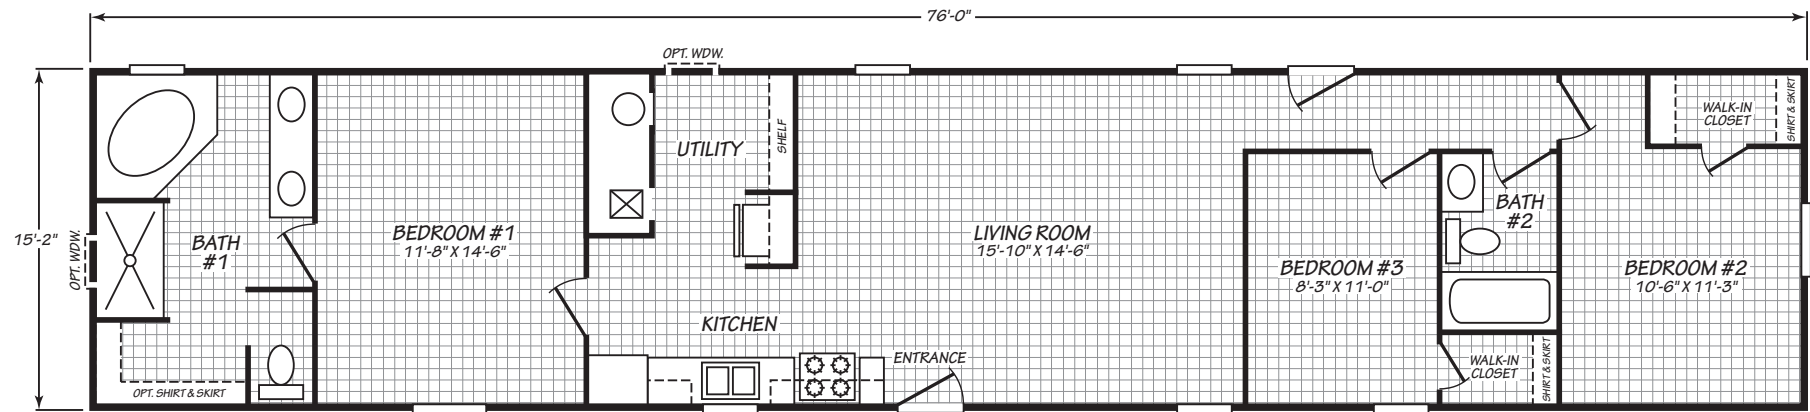 76'-0"
OPT. WDW.
15'-2"
OPT. WDW.
BATH
#1
OPT. SHIRT & SKIRT
BEDROOM #1
11'-8" X 14'-6"
UTILITY
SHELF
KITCHEN
ENTRANCE
LIVING ROOM
15'-10" X 14'-6"
BEDROOM #3
8'-3" X 11'-0"
BATH
#2
WALK-IN
CLOSET
SHIRT & SKIRT
BEDROOM #2
10'-6" X 11'-3"
WALK-IN
CLOSET
SHIRT & SKIRT